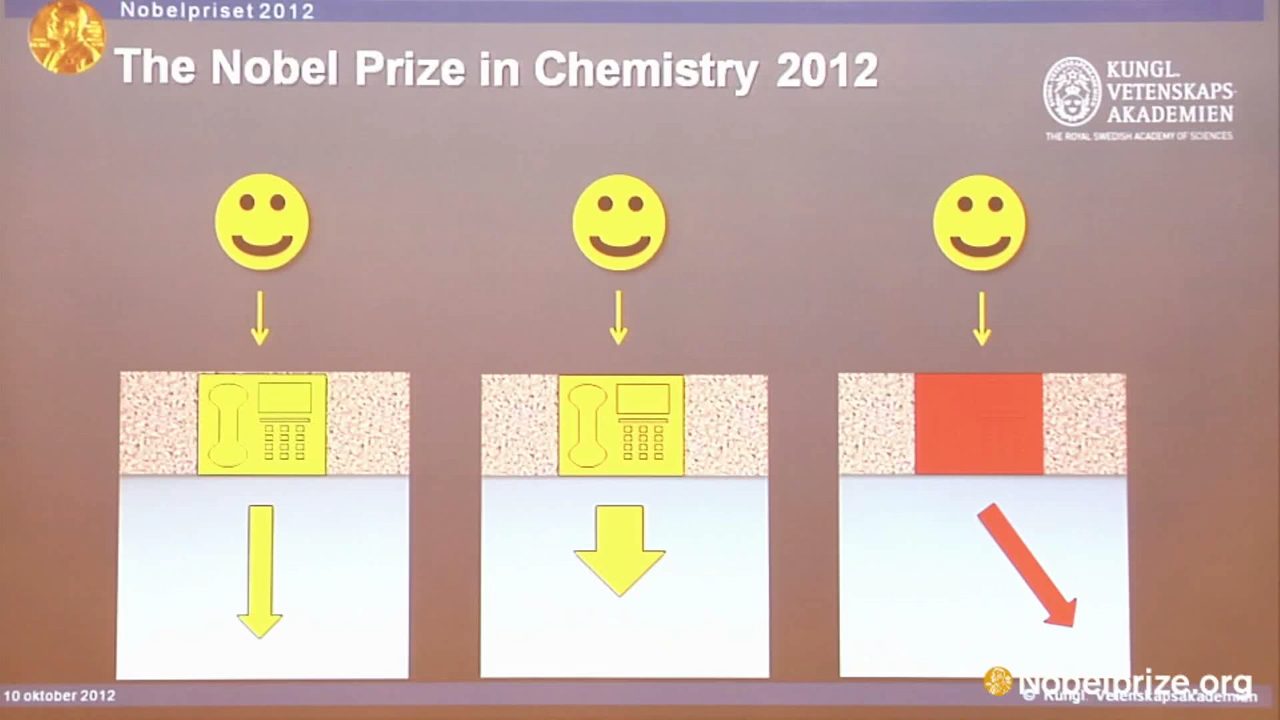 Nobelpriset 2012
The Nobel Prize in Chemistry 2012
KUNGL.
VETENSKAPS-
AKADEMIEN
THE ROYAL SWEDISH ACADEMY OF SCIENCES
10 oktober 2012
Nobelprize.org
© Kungl. Vetenskapsakademien